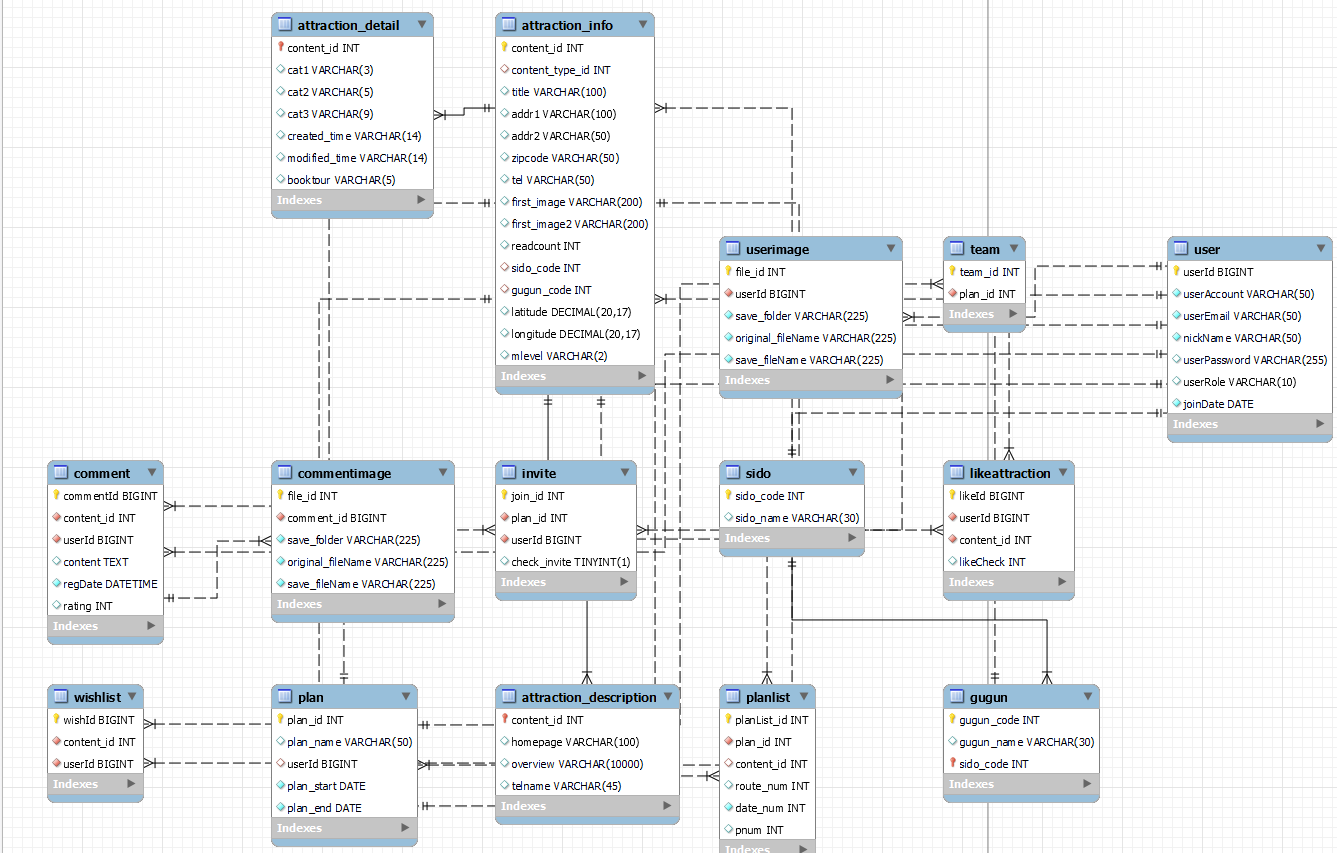 attraction_detail
content_id INT
cat1 VARCHAR(3)
cat2 VARCHAR(5)
cat3 VARCHAR(9)
created_time VARCHAR(14)
modified_time VARCHAR(14)
booktour VARCHAR(5)
Indexes
attraction_info
content_id INT
content_type_id INT
title VARCHAR(100)
addr1 VARCHAR(100)
addr2 VARCHAR(50)
zipcode VARCHAR(50)
tel VARCHAR(50)
first_image VARCHAR(200)
first_image2 VARCHAR(200)
readcount INT
sido_code INT
gugun_code INT
latitude DECIMAL(20,17)
longitude DECIMAL(20,17)
mlevel VARCHAR(2)
Indexes
userimage
file_id INT
userId BIGINT
save_folder VARCHAR(225)
original_fileName VARCHAR(225)
save_fileName VARCHAR(225)
Indexes
team
team_id INT
plan_id INT
Indexes
user
userId BIGINT
userAccount VARCHAR(50)
userEmail VARCHAR(50)
nickName VARCHAR(50)
userPassword VARCHAR(255)
userRole VARCHAR(10)
joinDate DATE
Indexes
comment
commentId BIGINT
content_id INT
userId BIGINT
content TEXT
regDate DATETIME
rating INT
Indexes
commentimage
file_id INT
comment_id BIGINT
save_folder VARCHAR(225)
original_fileName VARCHAR(225)
save_fileName VARCHAR(225)
Indexes
invite
join_id INT
plan_id INT
userId BIGINT
check_invite TINYINT(1)
Indexes
sido
sido_code INT
sido_name VARCHAR(30)
Indexes
likeattraction
likeId BIGINT
userId BIGINT
content_id INT
likeCheck INT
Indexes
wishlist
wishId BIGINT
content_id INT
userId BIGINT
Indexes
plan
plan_id INT
plan_name VARCHAR(50)
userId BIGINT
plan_start DATE
plan_end DATE
Indexes
attraction_description
content_id INT
homepage VARCHAR(100)
overview VARCHAR(10000)
telname VARCHAR(45)
Indexes
planlist
planList_id INT
plan_id INT
content_id INT
route_num INT
date_num INT
pnum INT
Indexes
gugun
gugun_code INT
gugun_name VARCHAR(30)
sido_code INT
Indexes